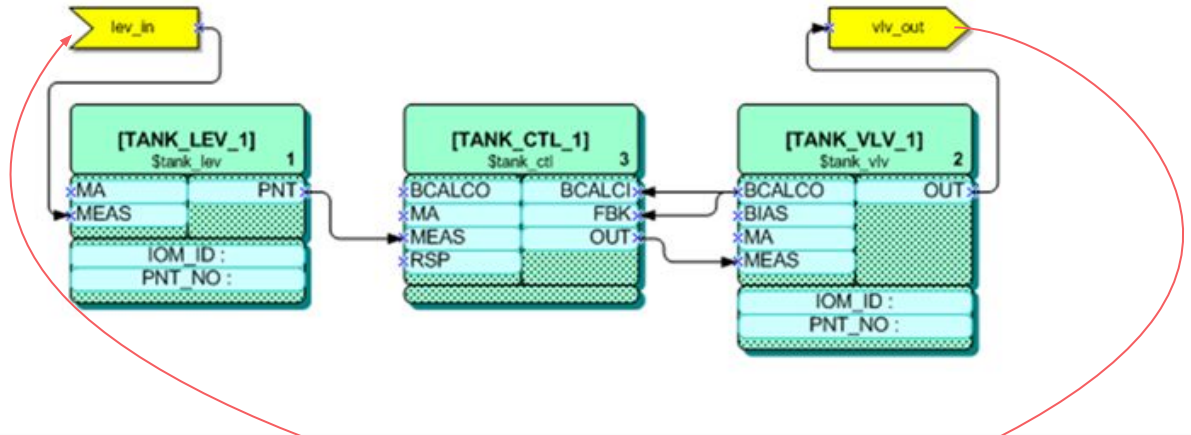 lev_in
vlv_out
[TANK_LEV_1]
$tank_lev 1
MA PNT
MEAS
IOM_ID :
PNT_NO :
[TANK_CTL_1]
$tank_ctl 3
BCALCO BCALCI
MA FBK
MEAS OUT
RSP
[TANK_VLV_1]
$tank_vlv 2
BCALCO OUT
BIAS
MA
MEAS
IOM_ID :
PNT_NO :